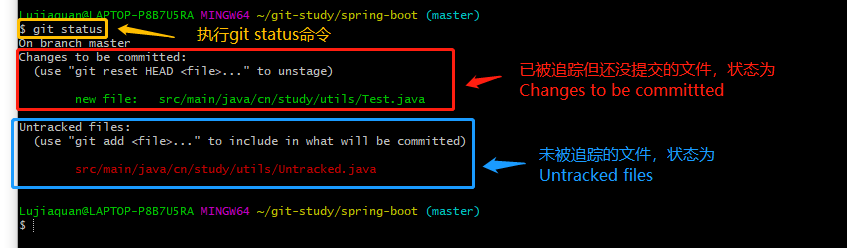 Lujiaquan@LAPTOP-P8B7U5RA MINGW64 ~/git-study/spring-boot (master)
$ git status
执行git status命令
On branch master
Changes to be committed:
(use "git reset HEAD <file>..." to unstage)
new file: src/main/java/cn/study/utils/Test.java
已被追踪但还没提交的文件，状态为
Changes to be committted
Untracked files:
(use "git add <file>..." to include in what will be committed)
src/main/java/cn/study/utils/Untracked.java
未被追踪的文件，状态为
Untracked files
Lujiaquan@LAPTOP-P8B7U5RA MINGW64 ~/git-study/spring-boot (master)
$